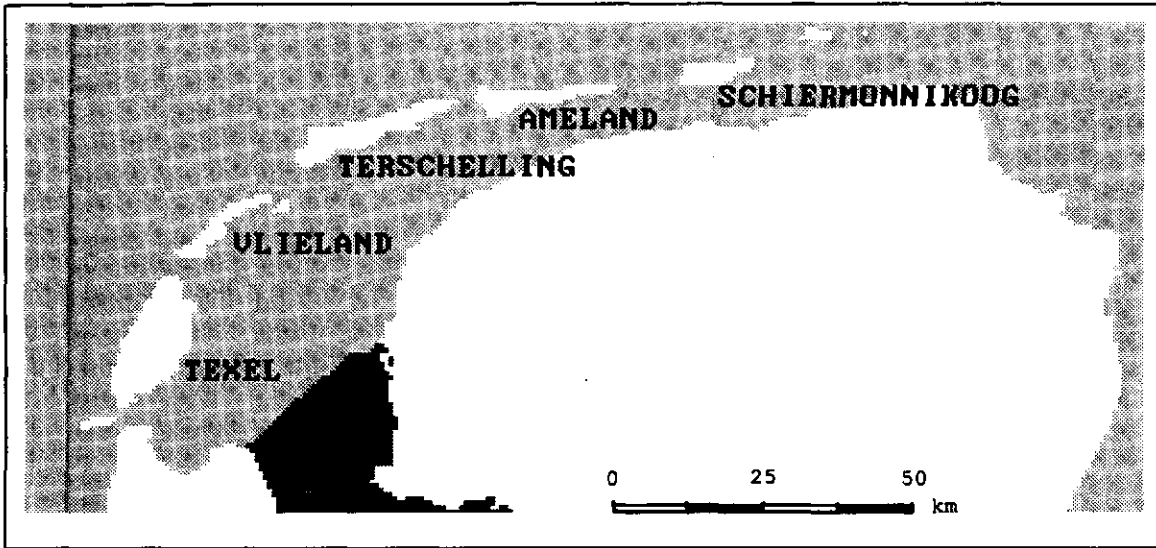 SCHIERMONNIKOOG
AMELAND
TERSCHELLING
VLIELAND
TEXEL
0 25 50
km